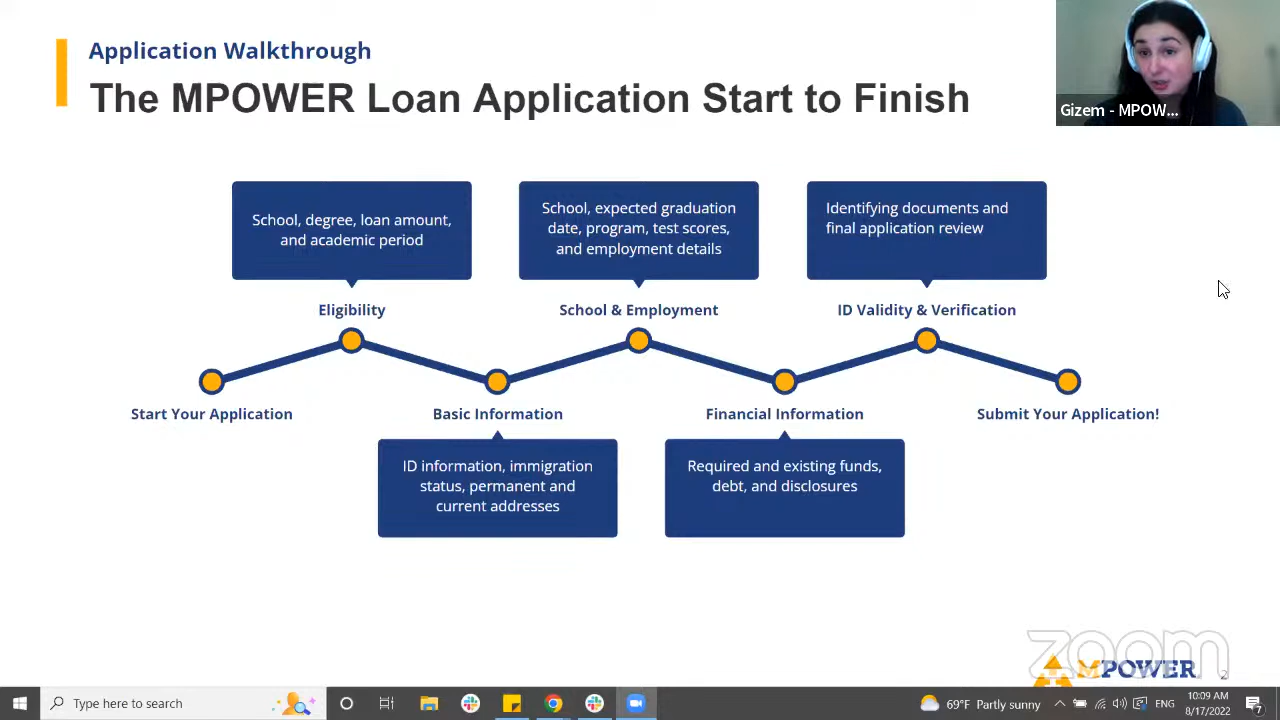 Application Walkthrough
The MPOWER Loan Application Start to Finish
Gizem - MPOW...
School, degree, loan amount,
and academic period
School, expected graduation
date, program, test scores,
and employment details
Identifying documents and
final application review
Eligibility
School & Employment
ID Validity & Verification
Start Your Application
Basic Information
Financial Information
Submit Your Application!
ID information, immigration
status, permanent and
current addresses
Required and existing funds,
debt, and disclosures
zoom
MPOWER
2
Type here to search
69°F Partly sunny
ENG
10:09 AM
8/17/2022
7